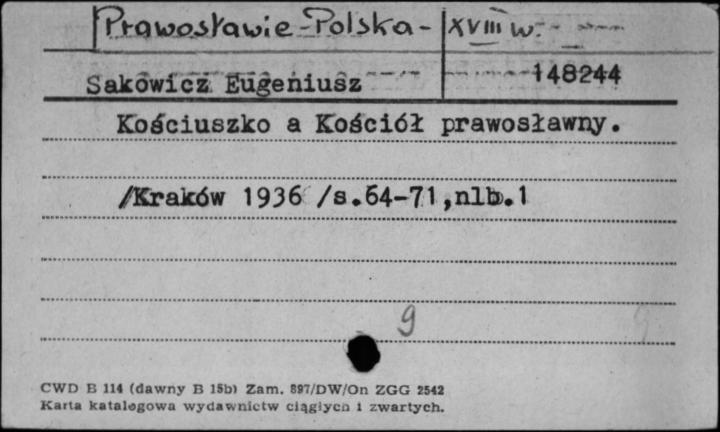 Prawosławie - Polska - XVIII w.
Sakowicz Eugeniusz 148244
Kościuszko a Kościół prawosławny.
/Kraków 1936 /s.64-71,nlb.1
9
CWD B 114 (dawny B 15b) Zam. 897/DW/On ZGG 2542
Karta katalogowa wydawnictw ciągłych i zwartych.